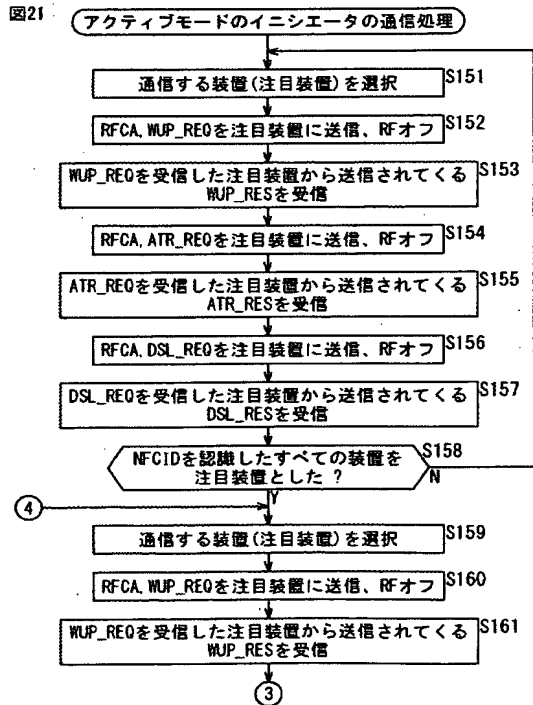 図21
アクティブモードのイニシエータの通信処理
通信する装置(注目装置)を選択
S151
RFCA,WUP_REQを注目装置に送信、RFオフ
S152
WUP_REQを受信した注目装置から送信されてくる
WUP_RESを受信
S153
RFCA,ATR_REQを注目装置に送信、RFオフ
S154
ATR_REQを受信した注目装置から送信されてくる
ATR_RESを受信
S155
RFCA,DSL_REQを注目装置に送信、RFオフ
S156
DSL_REQを受信した注目装置から送信されてくる
DSL_RESを受信
S157
NFCIDを認識したすべての装置を
注目装置とした ?
S158
N
Y
4
通信する装置(注目装置)を選択
S159
RFCA,WUP_REQを注目装置に送信、RFオフ
S160
WUP_REQを受信した注目装置から送信されてくる
WUP_RESを受信
S161
3